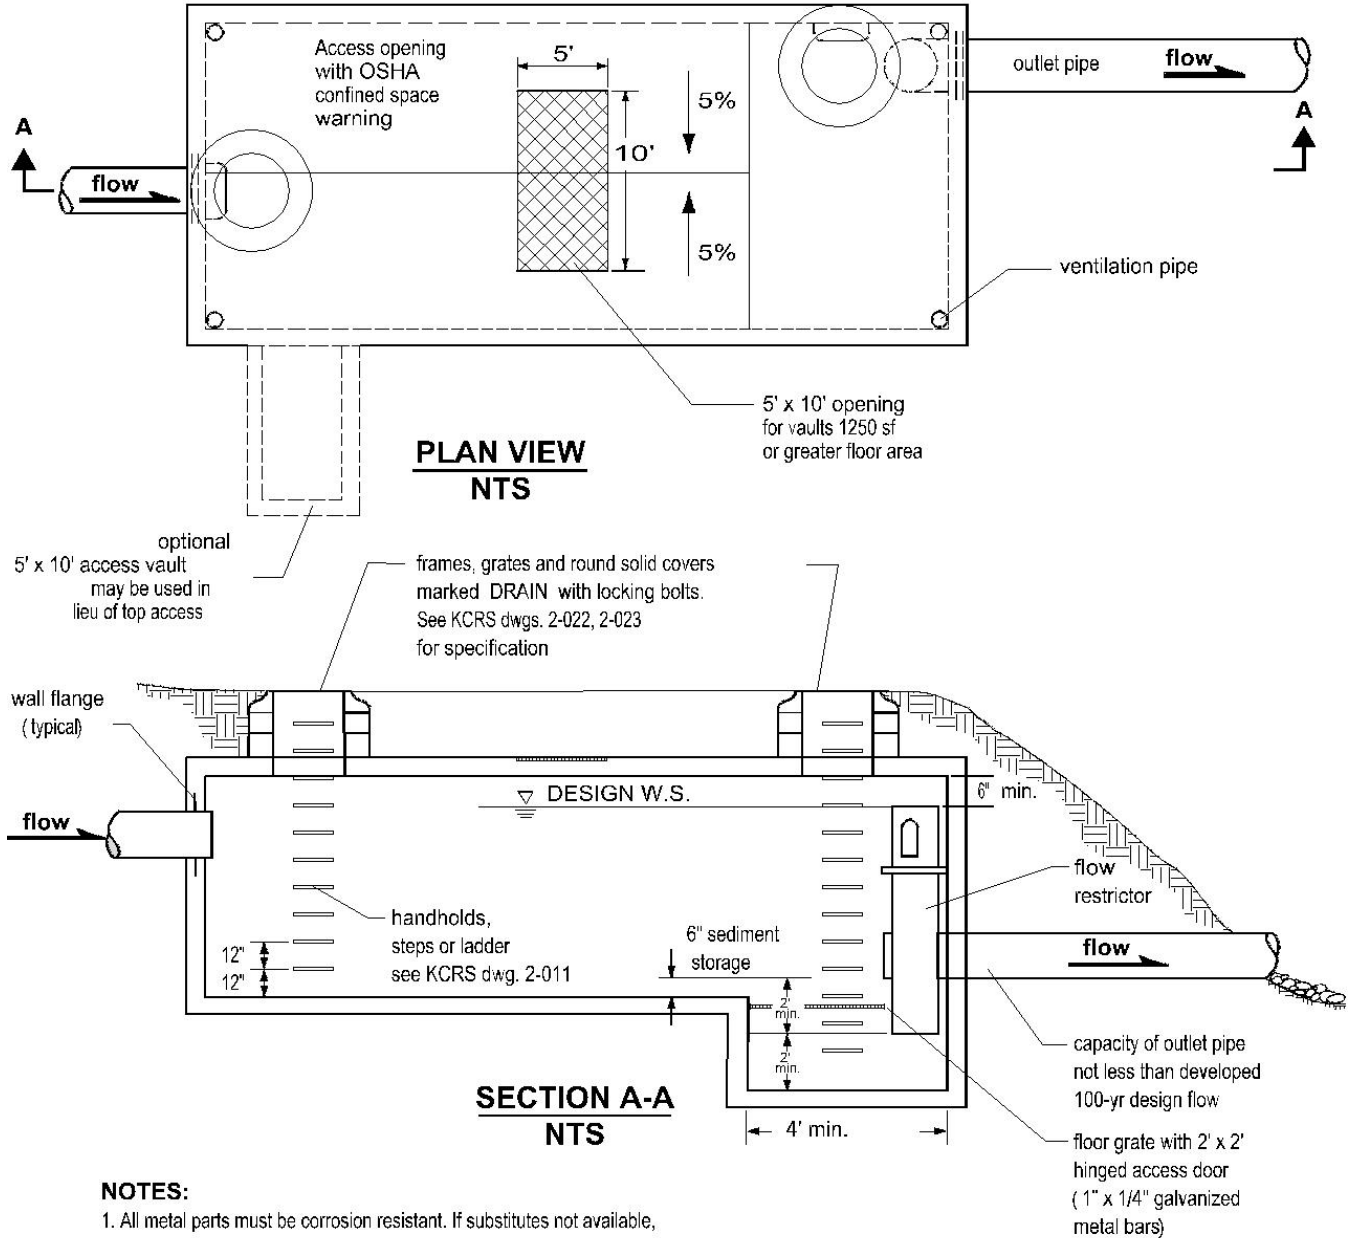 Access opening
with OSHA
confined space
warning
5'
10'
5%
5%
outlet pipe
flow
A
A
flow
ventilation pipe
5' x 10' opening
for vaults 1250 sf
or greater floor area
PLAN VIEW
NTS
optional
5' x 10' access vault
may be used in
lieu of top access
frames, grates and round solid covers
marked DRAIN with locking bolts.
See KCRS dwgs. 2-022, 2-023
for specification
wall flange
( typical)
DESIGN W.S.
6" min.
flow
flow
restrictor
handholds,
steps or ladder
see KCRS dwg. 2-011
12"
12"
6" sediment
storage
flow
2'
min.
2'
min.
capacity of outlet pipe
not less than developed
100-yr design flow
SECTION A-A
NTS
4' min.
floor grate with 2' x 2'
hinged access door
( 1" x 1/4" galvanized
metal bars)
NOTES:
1. All metal parts must be corrosion resistant. If substitutes not available,